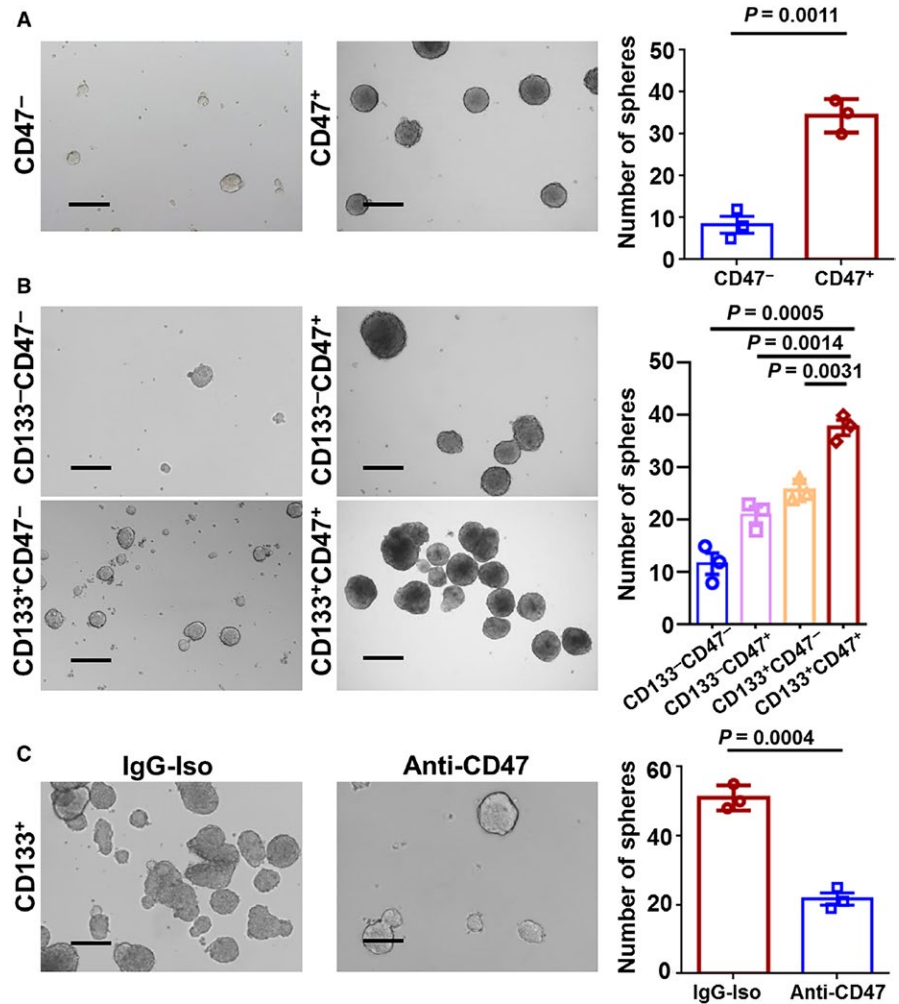 A
CD47–
CD47+
P = 0.0011
Number of spheres
50
40
30
20
10
0
CD47–
CD47+
B
CD133–CD47–
CD133–CD47+
CD133+CD47–
CD133+CD47+
P = 0.0005
P = 0.0014
P = 0.0031
Number of spheres
50
40
30
20
10
0
CD133–CD47–
CD133–CD47+
CD133+CD47–
CD133+CD47+
C
CD133+
IgG-Iso
Anti-CD47
P = 0.0004
Number of spheres
60
40
20
0
IgG-Iso
Anti-CD47